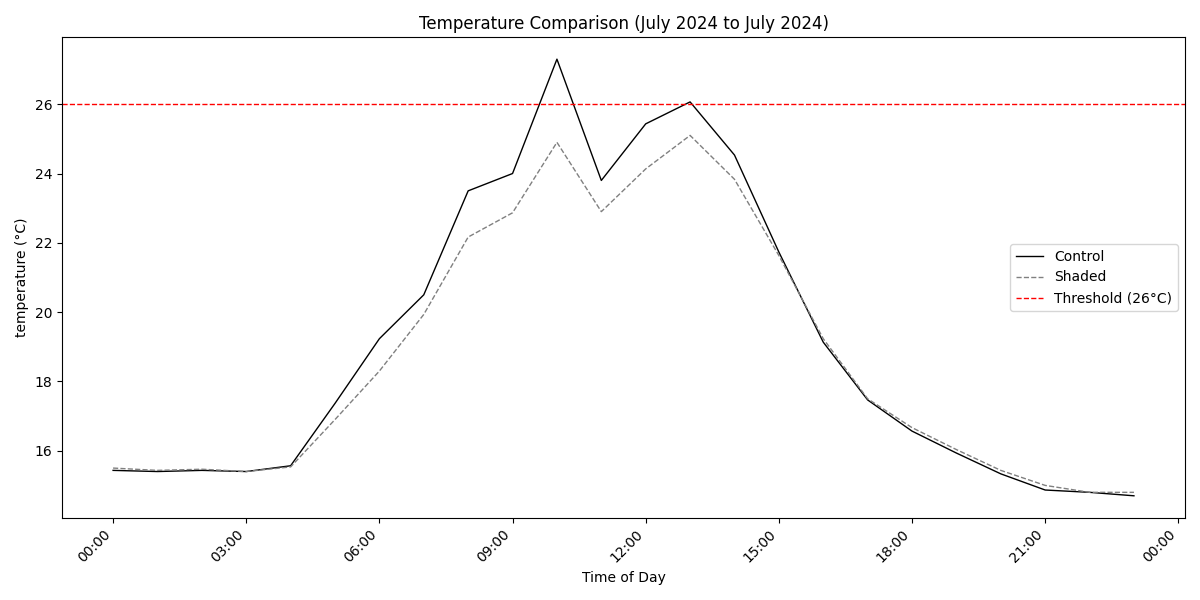 Temperature Comparison (July 2024 to July 2024)
temperature (°C)
26
24
22
20
18
16
Control
Shaded
Threshold (26°C)
00:00
03:00
06:00
09:00
12:00
15:00
18:00
21:00
00:00
Time of Day